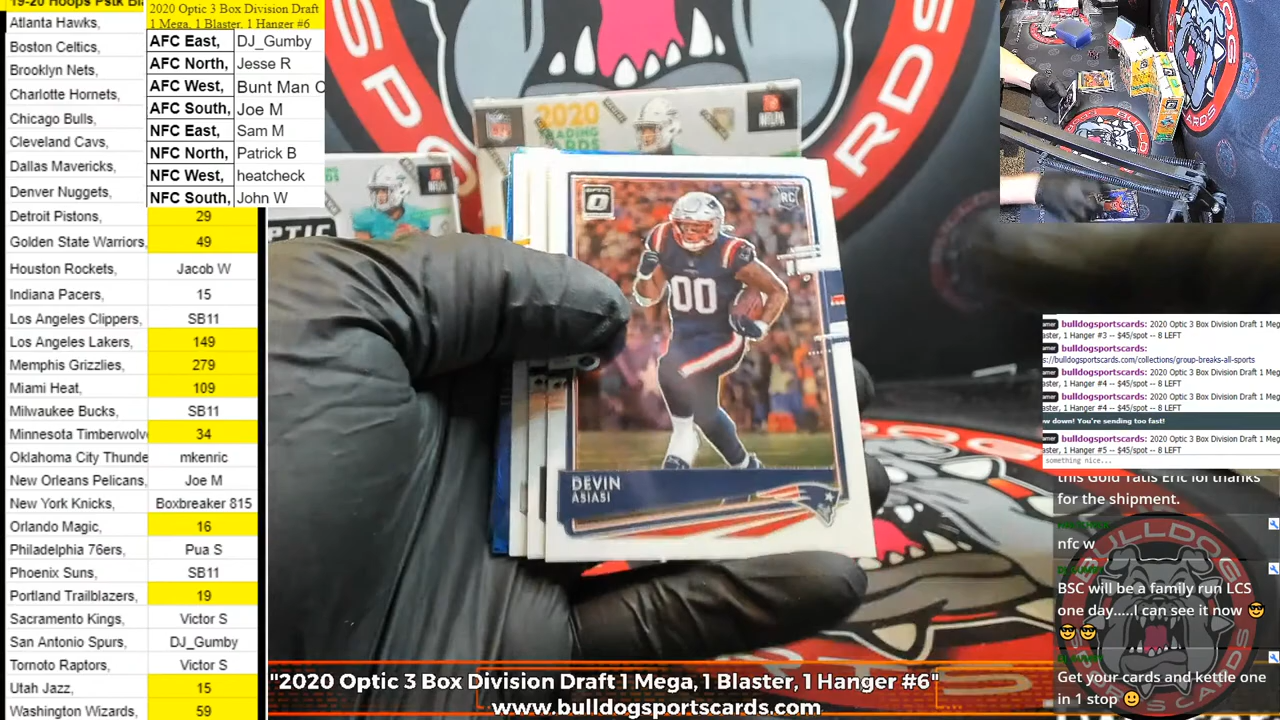 19-20 Hoops Pstk
Atlanta Hawks,
Boston Celtics,
Brooklyn Nets,
Charlotte Hornets,
Chicago Bulls,
Cleveland Cavs,
Dallas Mavericks,
Denver Nuggets,
Detroit Pistons, 29
Golden State Warriors, 49
Houston Rockets, Jacob W
Indiana Pacers, 15
Los Angeles Clippers, SB11
Los Angeles Lakers, 149
Memphis Grizzlies, 279
Miami Heat, 109
Milwaukee Bucks, SB11
Minnesota Timberwolv 34
Oklahoma City Thunde mkenric
New Orleans Pelicans, Joe M
New York Knicks, Boxbreaker 815
Orlando Magic, 16
Philadelphia 76ers, Pua S
Phoenix Suns, SB11
Portland Trailblazers, 19
Sacramento Kings, Victor S
San Antonio Spurs, DJ_Gumby
Tornoto Raptors, Victor S
Utah Jazz, 15
Washington Wizards, 59
2020 Optic 3 Box Division Draft
1 Mega, 1 Blaster, 1 Hanger #6
AFC East, DJ_Gumby
AFC North, Jesse R
AFC West, Bunt Man C
AFC South, Joe M
NFC East, Sam M
NFC North, Patrick B
NFC West, heatcheck
NFC South, John W
2020
TRADING
CARDS
OPTIC
RC
00
DEVIN
ASIASI
bulldogsportscards: 2020 Optic 3 Box Division Draft 1 Meg
aster, 1 Hanger #3 -- $45/spot -- 8 LEFT
bulldogsportscards:
s://bulldogsportscards.com/collections/group-breaks-all-sports
bulldogsportscards: 2020 Optic 3 Box Division Draft 1 Meg
aster, 1 Hanger #4 -- $45/spot -- 8 LEFT
bulldogsportscards: 2020 Optic 3 Box Division Draft 1 Meg
aster, 1 Hanger #4 -- $45/spot -- 8 LEFT
ow down! You're sending too fast!
bulldogsportscards: 2020 Optic 3 Box Division Draft 1 Meg
aster, 1 Hanger #5 -- $45/spot -- 8 LEFT
something nice...
this Gold Tatis Eric lol thanks
for the shipment.
nfc w
BSC will be a family run LCS
one day.....I can see it now 😎
😎😎
Get your cards and kettle one
in 1 stop 😃
"2020 Optic 3 Box Division Draft 1 Mega, 1 Blaster, 1 Hanger #6"
www.bulldogsportscards.com